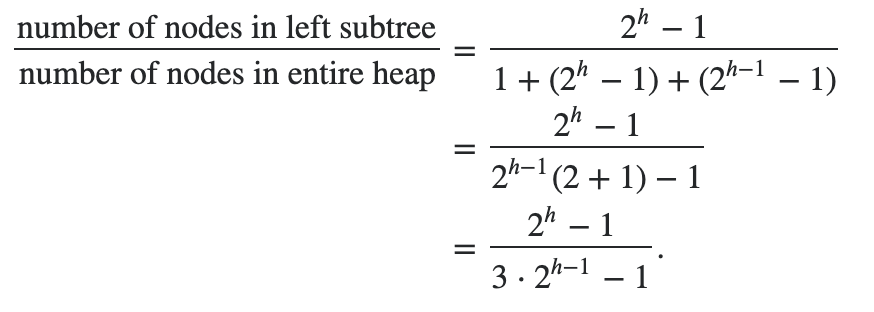 number of nodes in left subtree / number of nodes in entire heap = (2^h − 1) / (1 + (2^h − 1) + (2^{h−1} − 1))
= (2^h − 1) / (2^{h−1}(2 + 1) − 1)
= (2^h − 1) / (3 · 2^{h−1} − 1).